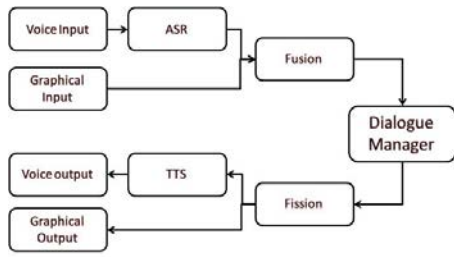 Voice Input
ASR
Graphical
Input
Fusion
Dialogue
Manager
Voice output
TTS
Fission
Graphical
Output